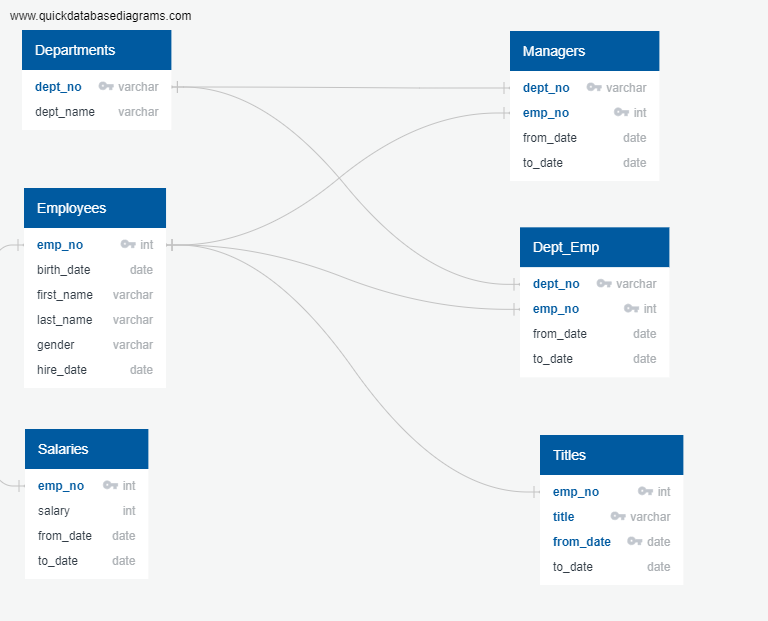 www.quickdatabasediagrams.com
Departments
dept_no varchar
dept_name varchar
Employees
emp_no int
birth_date date
first_name varchar
last_name varchar
gender varchar
hire_date date
Salaries
emp_no int
salary int
from_date date
to_date date
Managers
dept_no varchar
emp_no int
from_date date
to_date date
Dept_Emp
dept_no varchar
emp_no int
from_date date
to_date date
Titles
emp_no int
title varchar
from_date date
to_date date